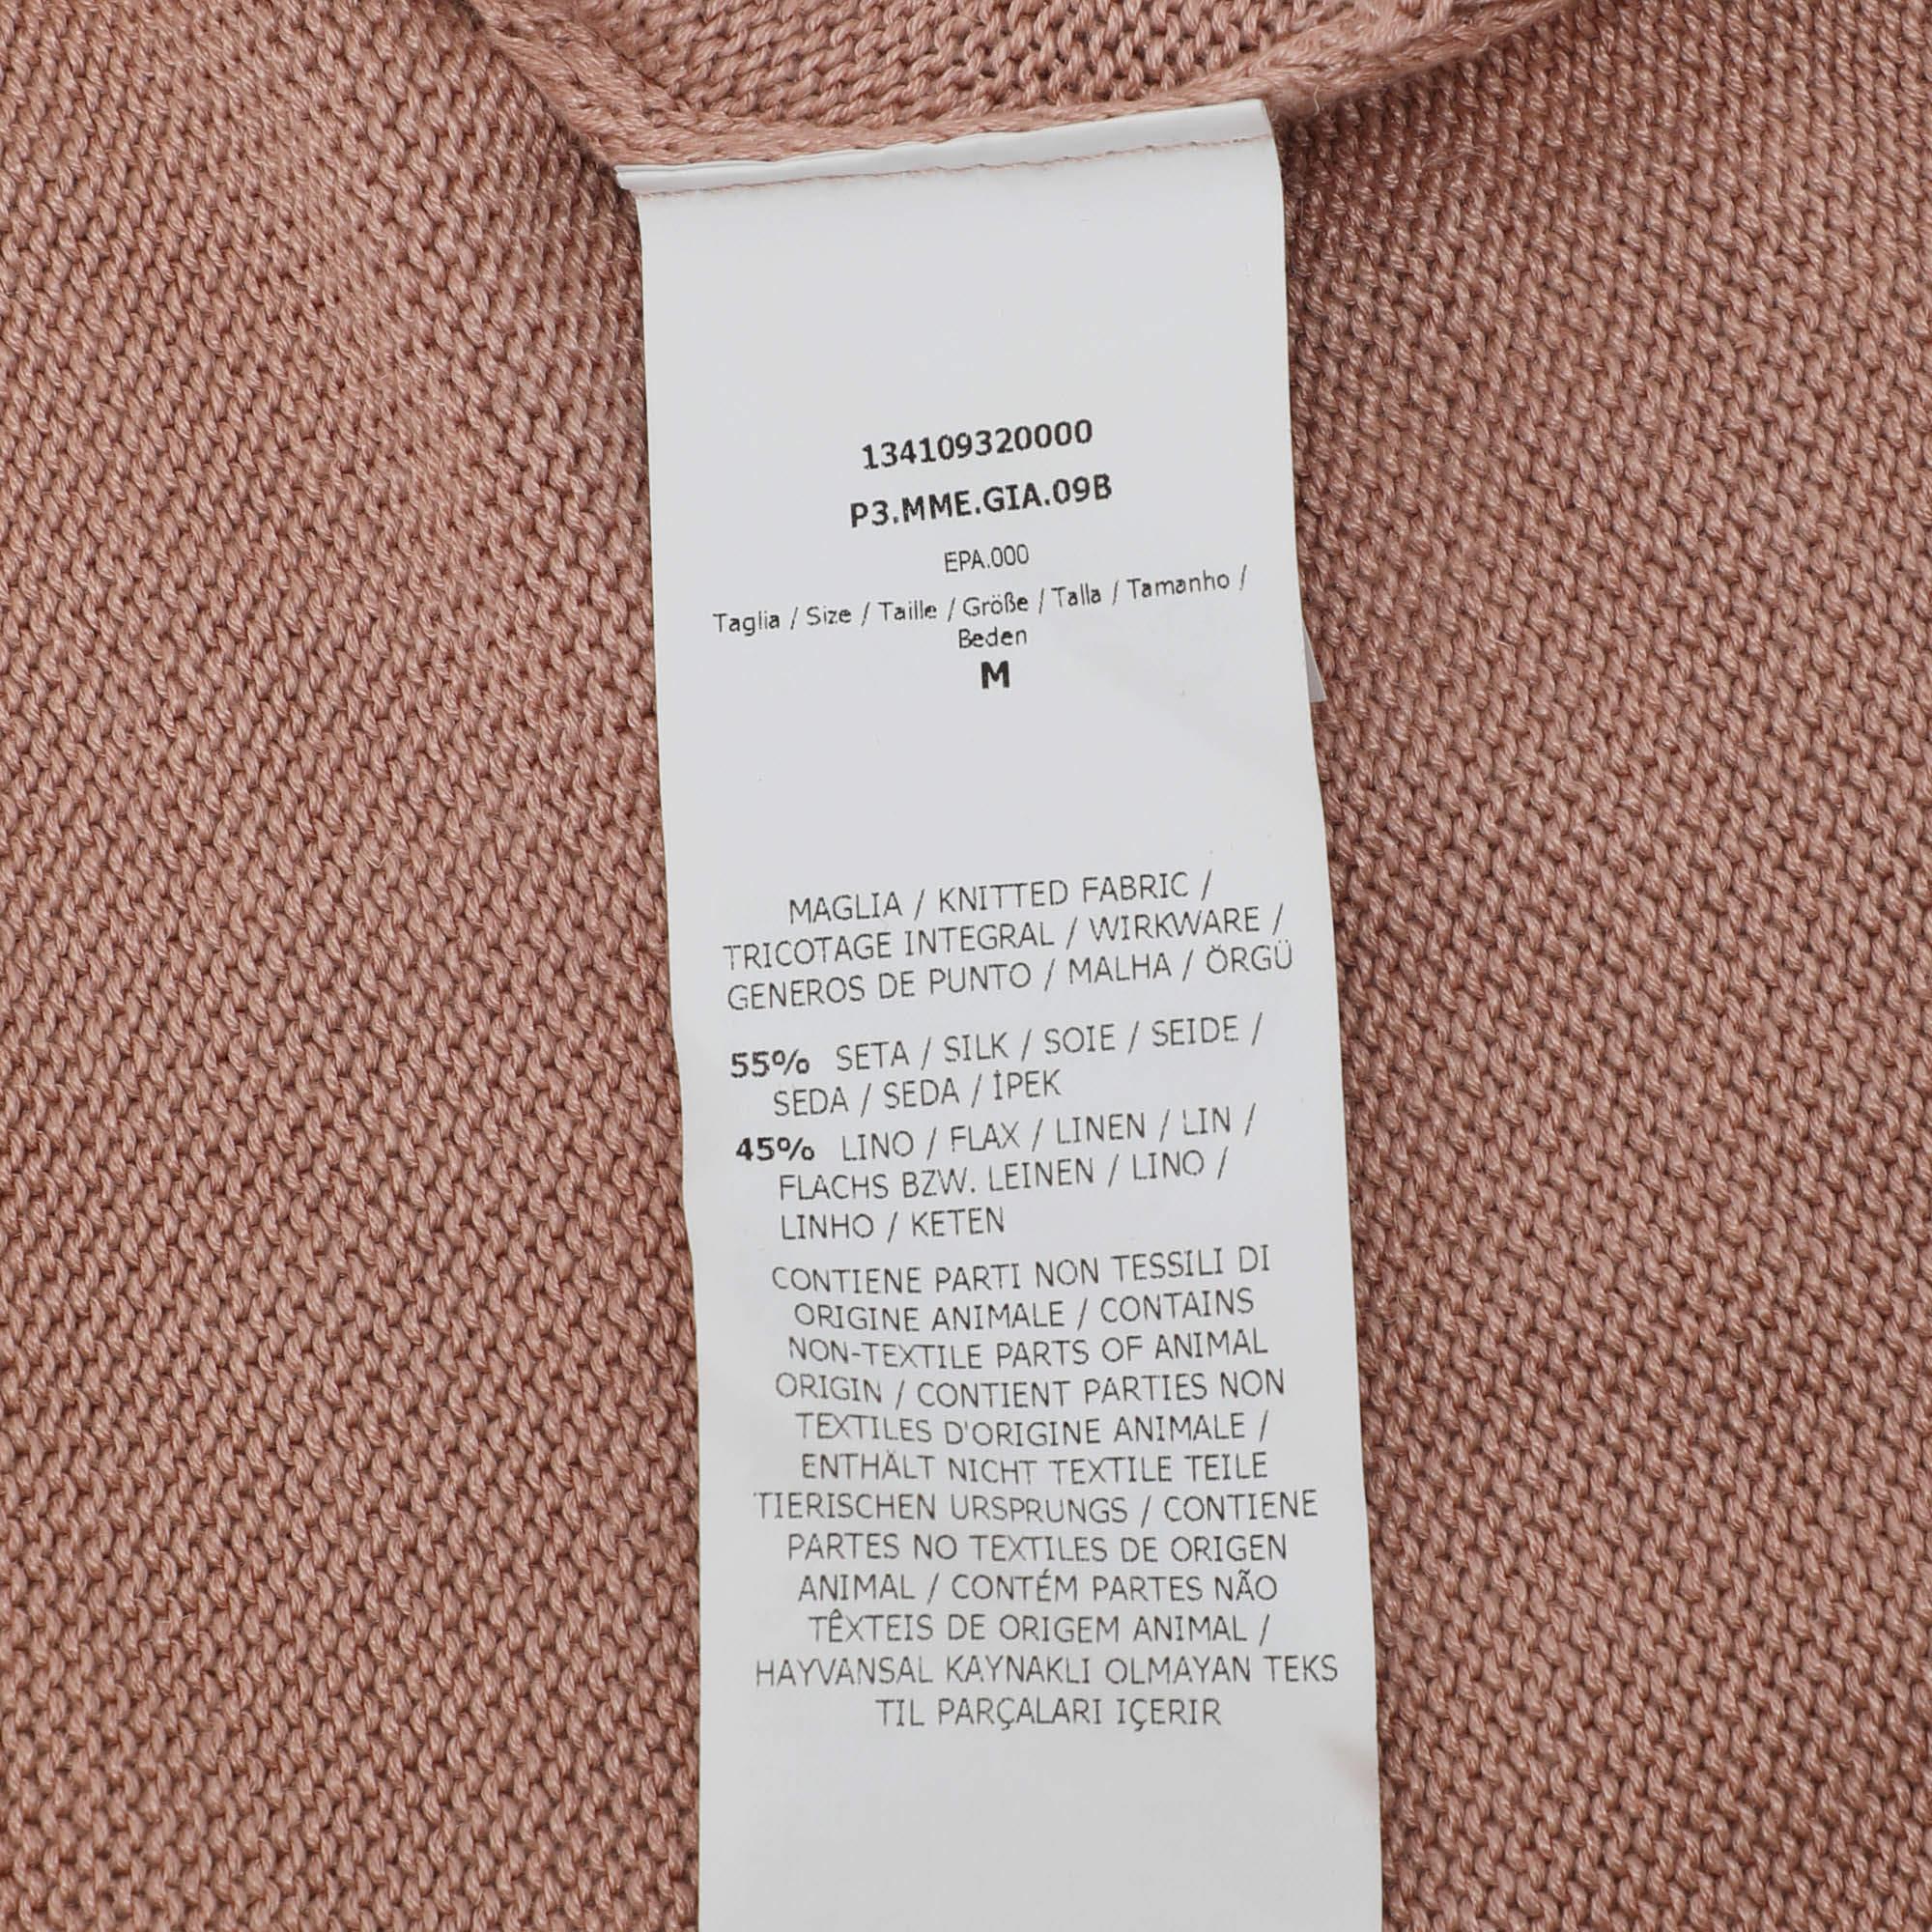 134109320000
P3.MME.GIA.09B
EPA.000
Taglia / Size / Taille / Größe / Talla / Tamanho /
Beden
M
MAGLIA / KNITTED FABRIC /
TRICOTAGE INTEGRAL / WIRKWARE /
GENEROS DE PUNTO / MALHA / ÖRGÜ
55% SETA / SILK / SOIE / SEIDE /
SEDA / SEDA / İPEK
45% LINO / FLAX / LINEN / LIN /
FLACHS BZW. LEINEN / LINO /
LINHO / KETEN
CONTIENE PARTI NON TESSILI DI
ORIGINE ANIMALE / CONTAINS
NON-TEXTILE PARTS OF ANIMAL
ORIGIN / CONTIENT PARTIES NON
TEXTILES D'ORIGINE ANIMALE /
ENTHÄLT NICHT TEXTILE TEILE
TIERISCHEN URSPRUNGS / CONTIENE
PARTES NO TEXTILES DE ORIGEN
ANIMAL / CONTÉM PARTES NÃO
TÊXTEIS DE ORIGEM ANIMAL /
HAYVANSAL KAYNAKLI OLMAYAN TEKS
TIL PARÇALARI IÇERIR